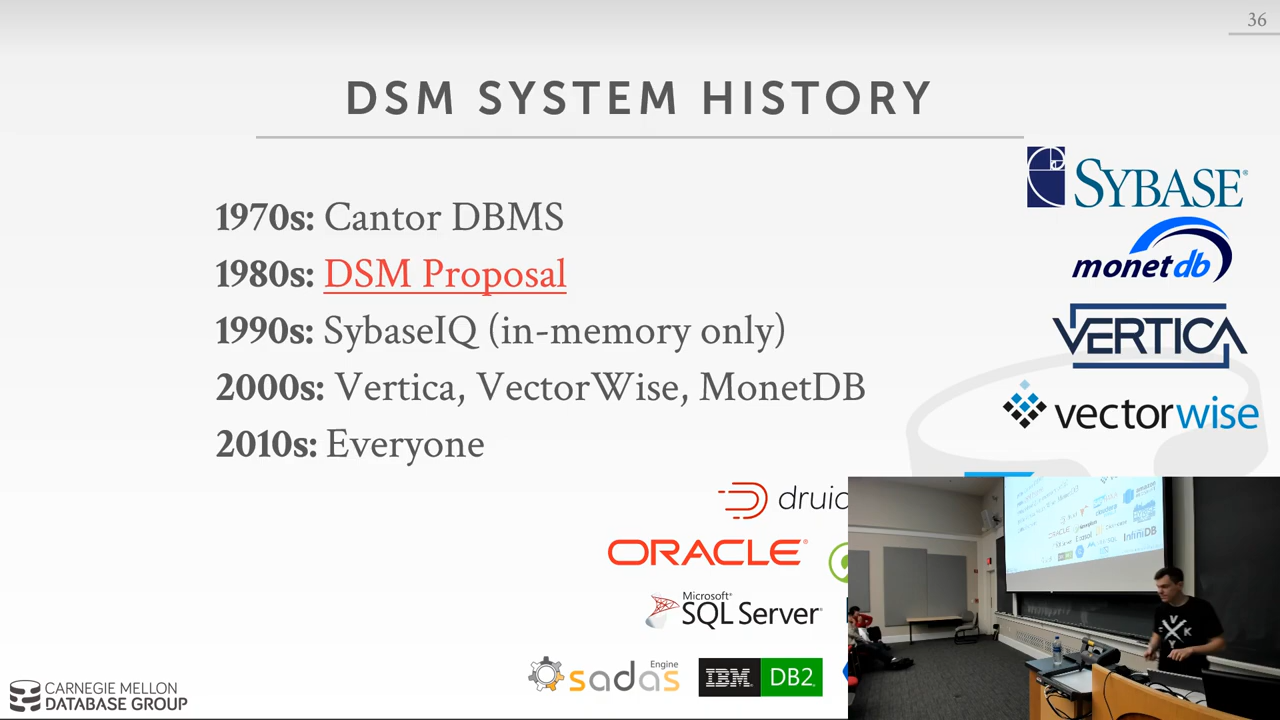 36
DSM SYSTEM HISTORY
1970s: Cantor DBMS
1980s: DSM Proposal
1990s: SybaseIQ (in-memory only)
2000s: Vertica, VectorWise, MonetDB
2010s: Everyone
SYBASE®
monetdb
VERTICA
vectorwise
druid
ORACLE®
Microsoft®
SQL Server®
Engine
sadas
IBM DB2
CARNEGIE MELLON
DATABASE GROUP
ORACLE
InfiniDB